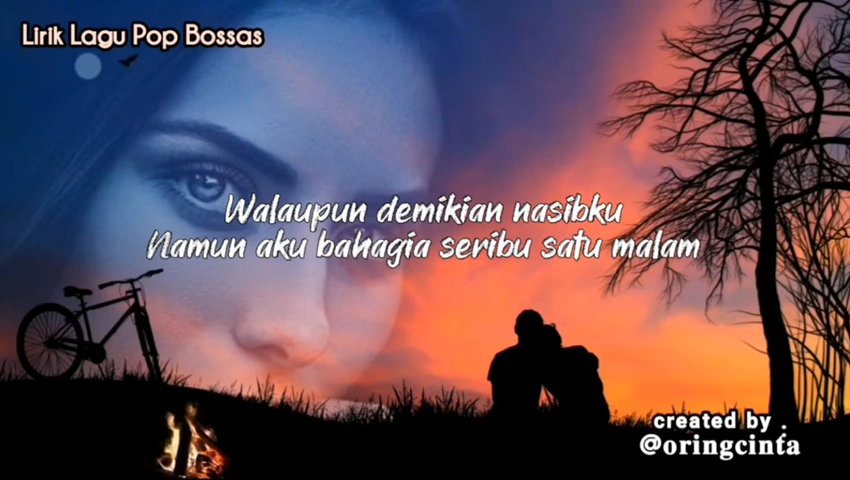 Lirik Lagu Pop Bossas
Walaupun demikian nasibku
Namun aku bahagia seribu satu malam
created by .
@oringcinta